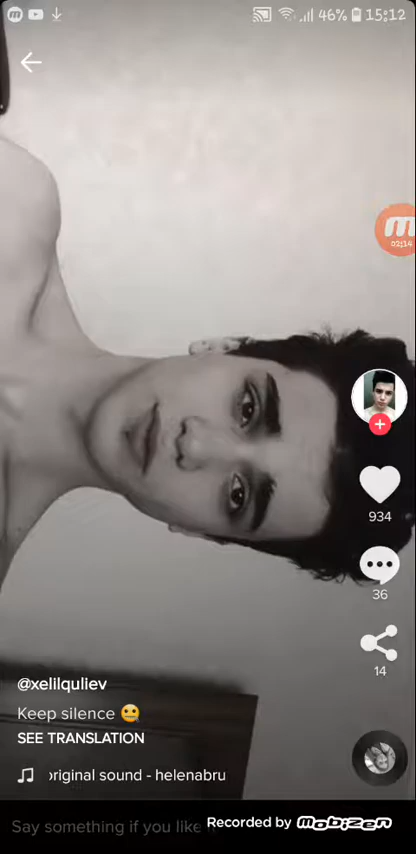 46% 15:12
02:14
934
36
14
@xelilquliev
Keep silence 🤐
SEE TRANSLATION
original sound - helenabru
Say something if you like
Recorded by mobizen